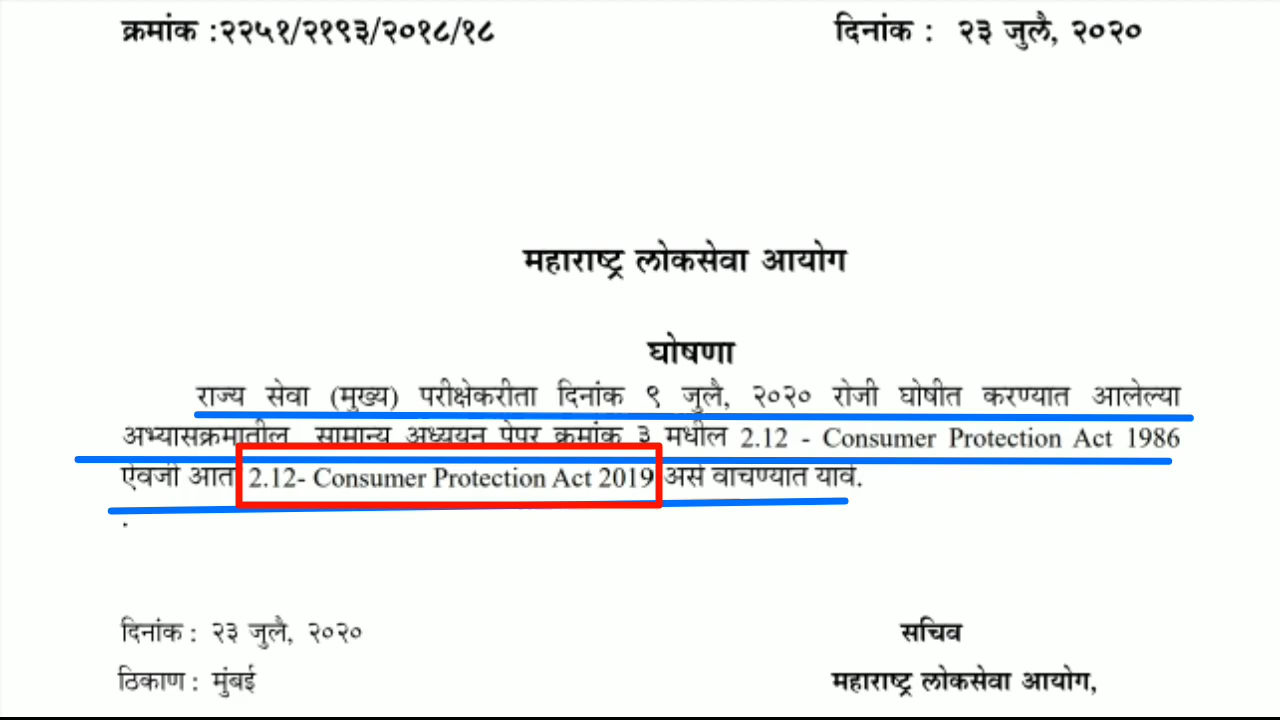 क्रमांक :२२५१/२१९३/२०१८/१८ दिनांक : २३ जुलै, २०२०
महाराष्ट्र लोकसेवा आयोग
घोषणा
राज्य सेवा (मुख्य) परीक्षेकरीता दिनांक ९ जुलै, २०२० रोजी घोषीत करण्यात आलेल्या
अभ्यासक्रमातील सामान्य अध्ययन पेपर क्रमांक ३ मधील 2.12 - Consumer Protection Act 1986
ऐवजी आता 2.12- Consumer Protection Act 2019 असे वाचण्यात यावे.
.
दिनांक : २३ जुलै, २०२० सचिव
ठिकाण : मुंबई महाराष्ट्र लोकसेवा आयोग,